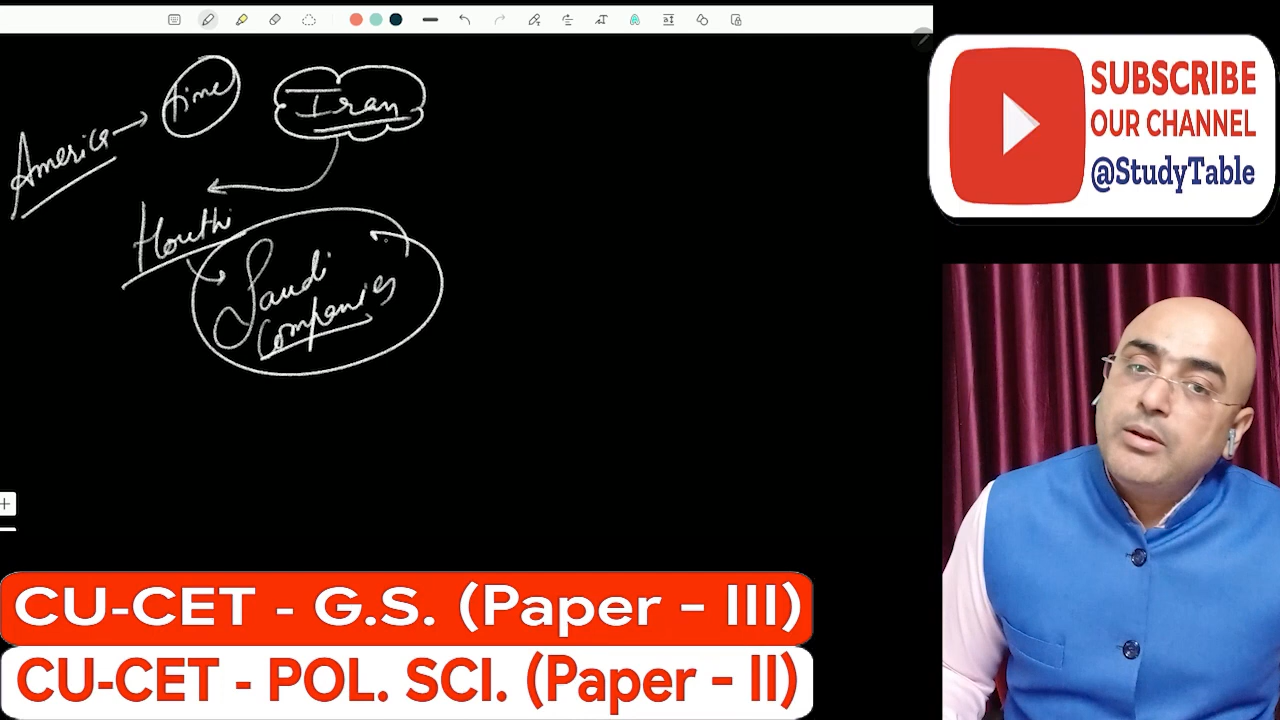 America
time
Iran
Houthi
Saudi
Companies
SUBSCRIBE
OUR CHANNEL
@StudyTable
CU-CET - G.S. (Paper - III)
CU-CET - POL. SCI. (Paper - II)